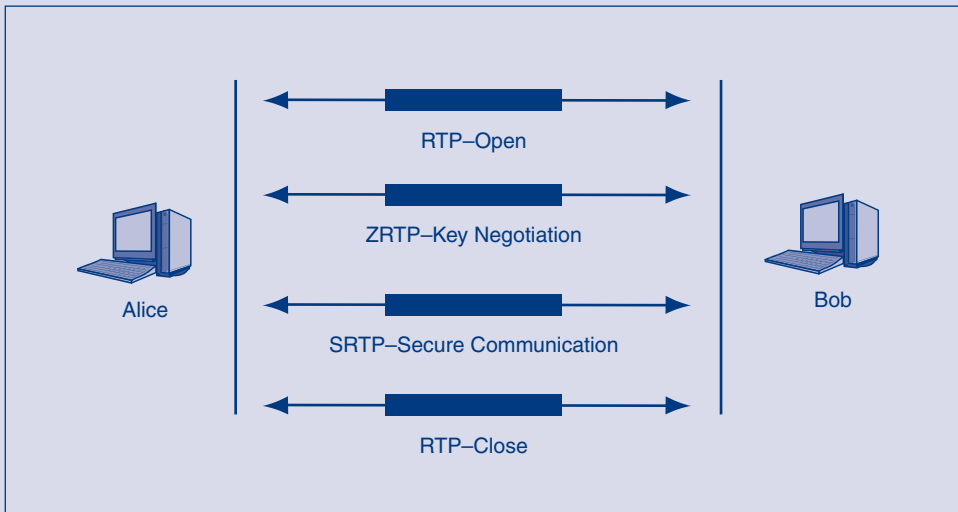 RTP–Open
ZRTP–Key Negotiation
Alice
Bob
SRTP–Secure Communication
RTP–Close